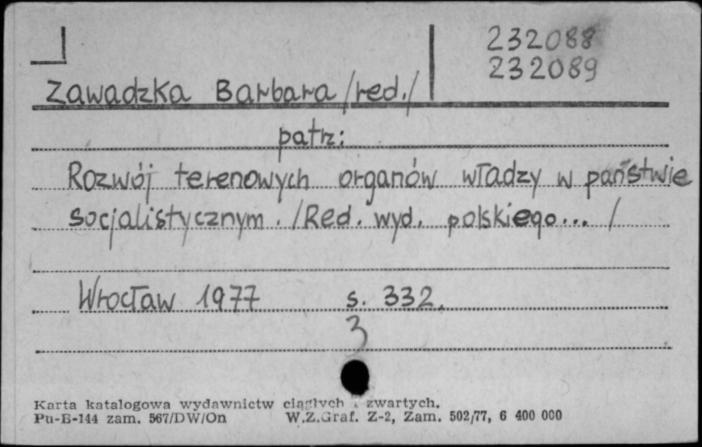 232088
232089
Zawadzka Barbara /red./
patrz:
Rozwój terenowych organów władzy w państwie
socjalistycznym. /Red. wyd. polskiego... /
Wrocław 1977 s. 332.
3
Karta katalogowa wydawnictw ciągłych i zwartych.
Pu-B-144 zam. 567/DW/On W.Z.Graf. Z-2, Zam. 502/77, 6 400 000